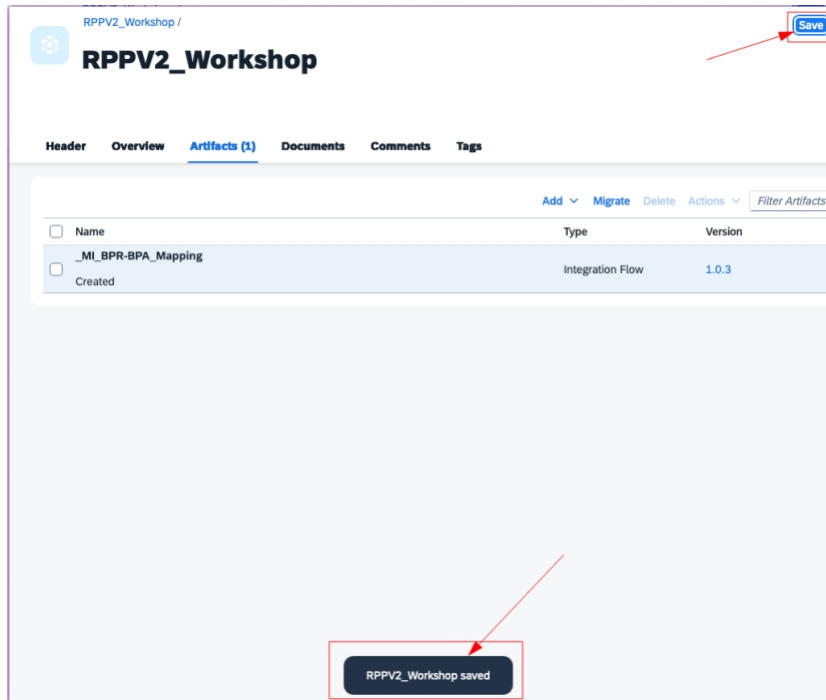 RPPV2_Workshop /
Save
RPPV2_Workshop
Header Overview Artifacts (1) Documents Comments Tags
Add Migrate Delete Actions Filter Artifacts
Name Type Version
_MI_BPR-BPA_Mapping
Integration Flow 1.0.3
Created
RPPV2_Workshop saved